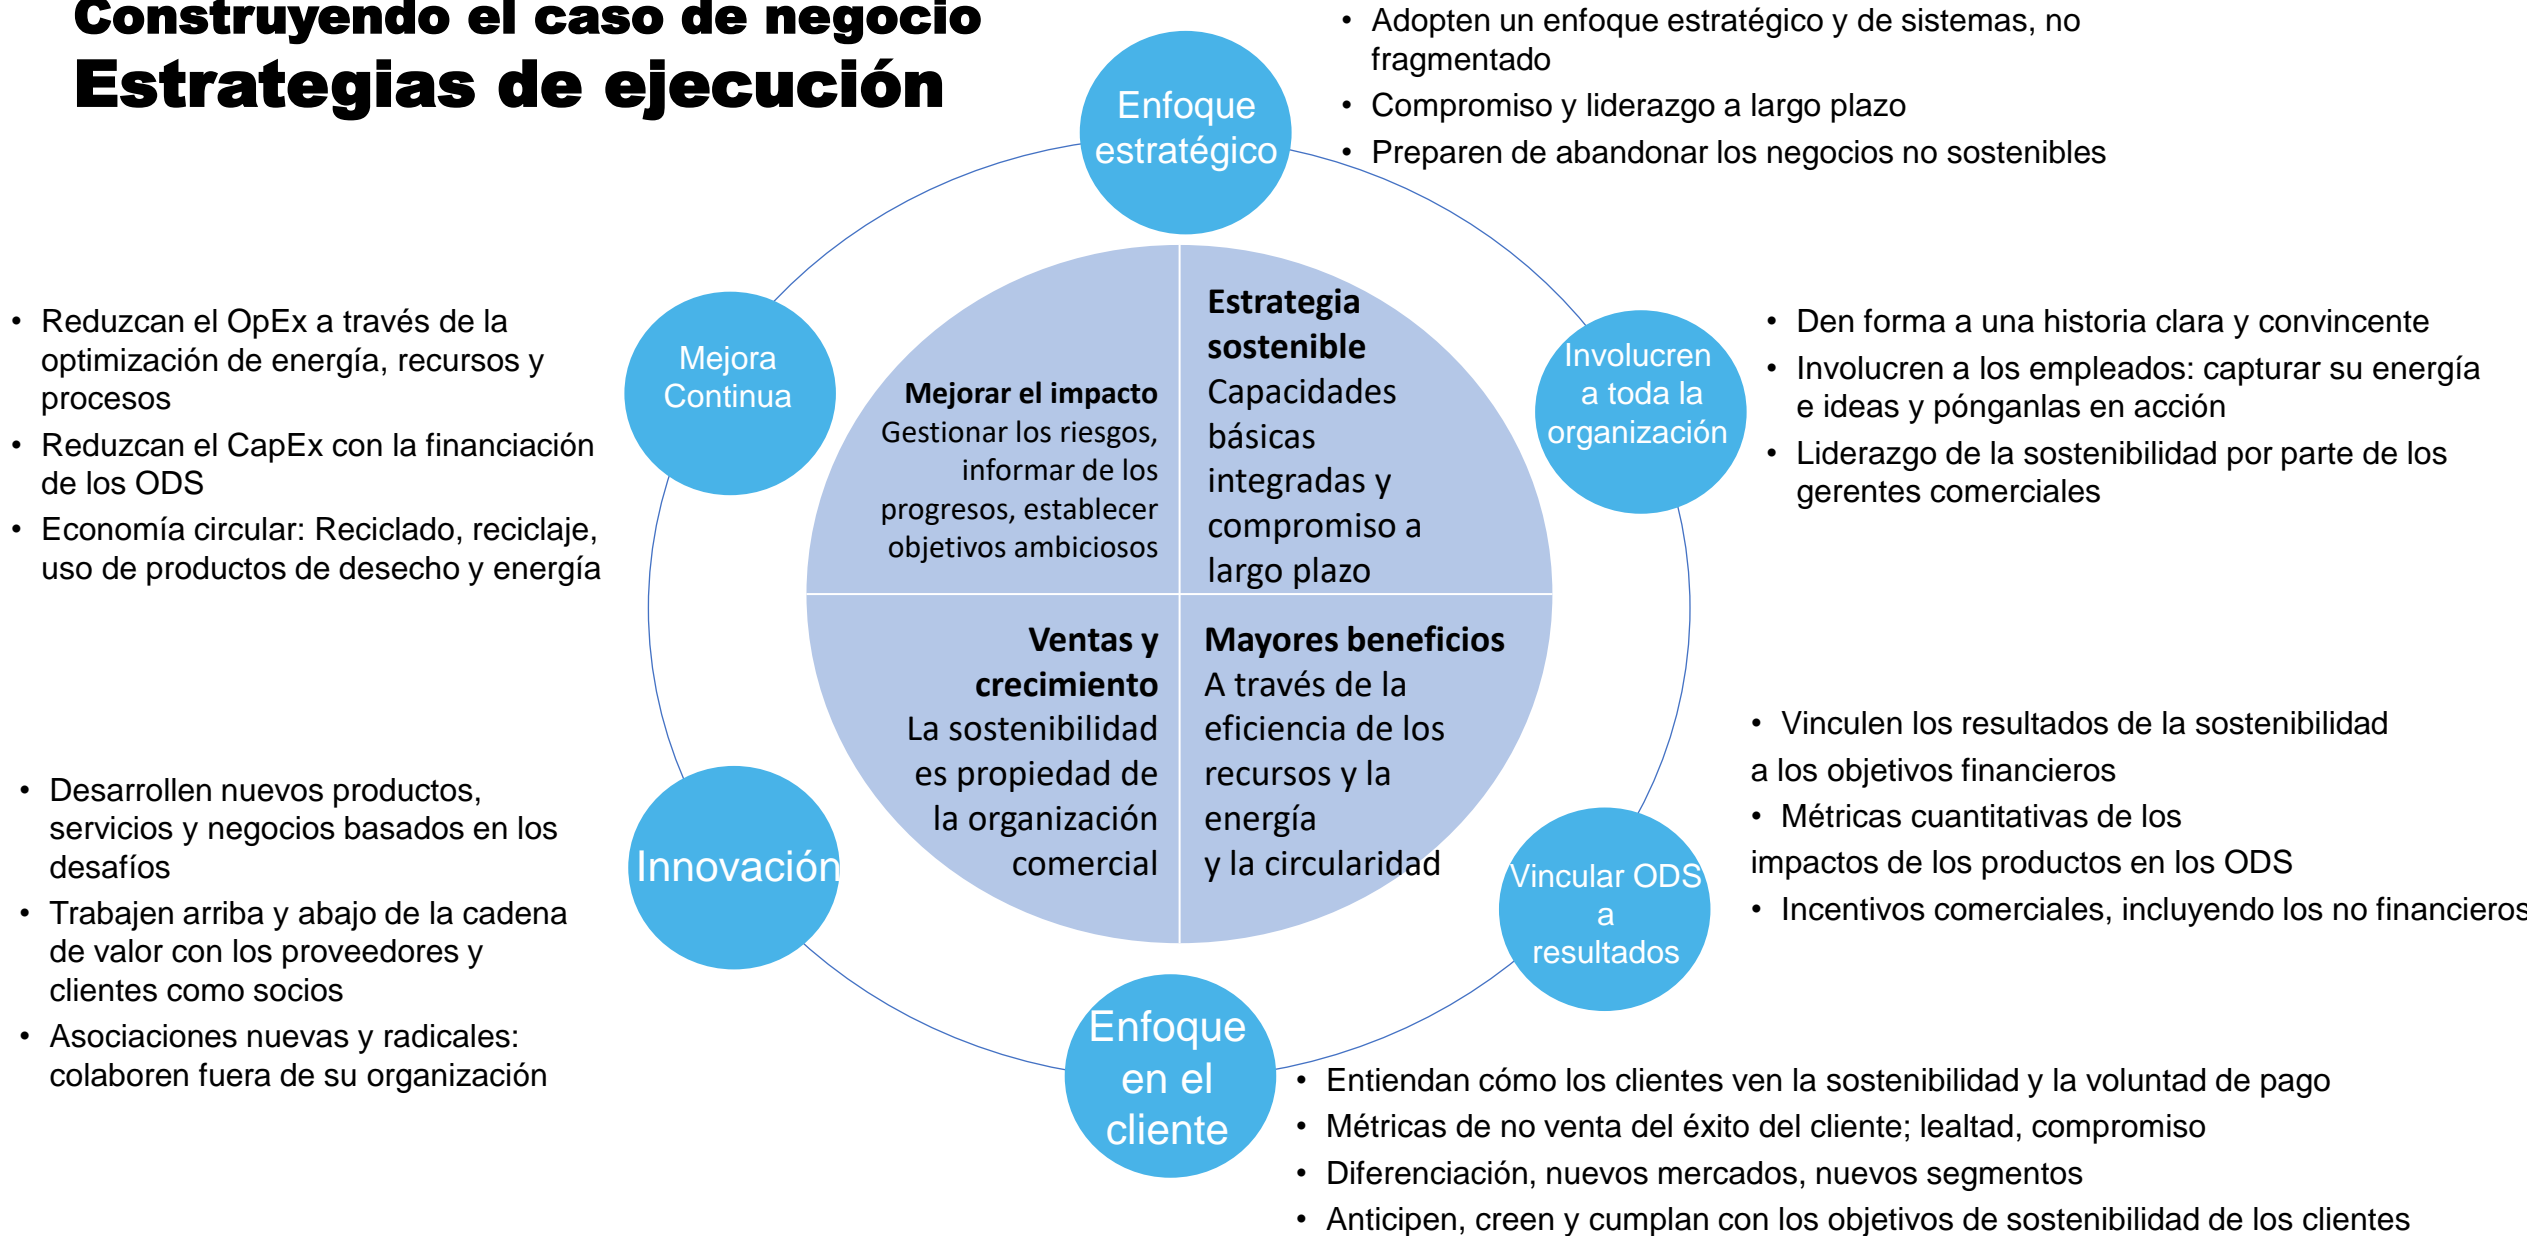 Construyendo el caso de negocio
Estrategias de ejecución
Enfoque
estratégico
• Adopten un enfoque estratégico y de sistemas, no
fragmentado
• Compromiso y liderazgo a largo plazo
• Preparen de abandonar los negocios no sostenibles
Involucren
a toda la
organización
• Den forma a una historia clara y convincente
• Involucren a los empleados: capturar su energía
e ideas y pónganlas en acción
• Liderazgo de la sostenibilidad por parte de los
gerentes comerciales
Vincular ODS
a
resultados
• Vinculen los resultados de la sostenibilidad
a los objetivos financieros
• Métricas cuantitativas de los
impactos de los productos en los ODS
• Incentivos comerciales, incluyendo los no financieros
Enfoque
en el
cliente
• Entiendan cómo los clientes ven la sostenibilidad y la voluntad de pago
• Métricas de no venta del éxito del cliente; lealtad, compromiso
• Diferenciación, nuevos mercados, nuevos segmentos
• Anticipen, creen y cumplan con los objetivos de sostenibilidad de los clientes
Innovación
• Desarrollen nuevos productos,
servicios y negocios basados en los
desafíos
• Trabajen arriba y abajo de la cadena
de valor con los proveedores y
clientes como socios
• Asociaciones nuevas y radicales:
colaboren fuera de su organización
Mejora
Continua
• Reduzcan el OpEx a través de la
optimización de energía, recursos y
procesos
• Reduzcan el CapEx con la financiación
de los ODS
• Economía circular: Reciclado, reciclaje,
uso de productos de desecho y energía
Mejorar el impacto
Gestionar los riesgos,
informar de los
progresos, establecer
objetivos ambiciosos
Estrategia
sostenible
Capacidades
básicas
integradas y
compromiso a
largo plazo
Ventas y
crecimiento
La sostenibilidad
es propiedad de
la organización
comercial
Mayores beneficios
A través de la
eficiencia de los
recursos y la
energía
y la circularidad